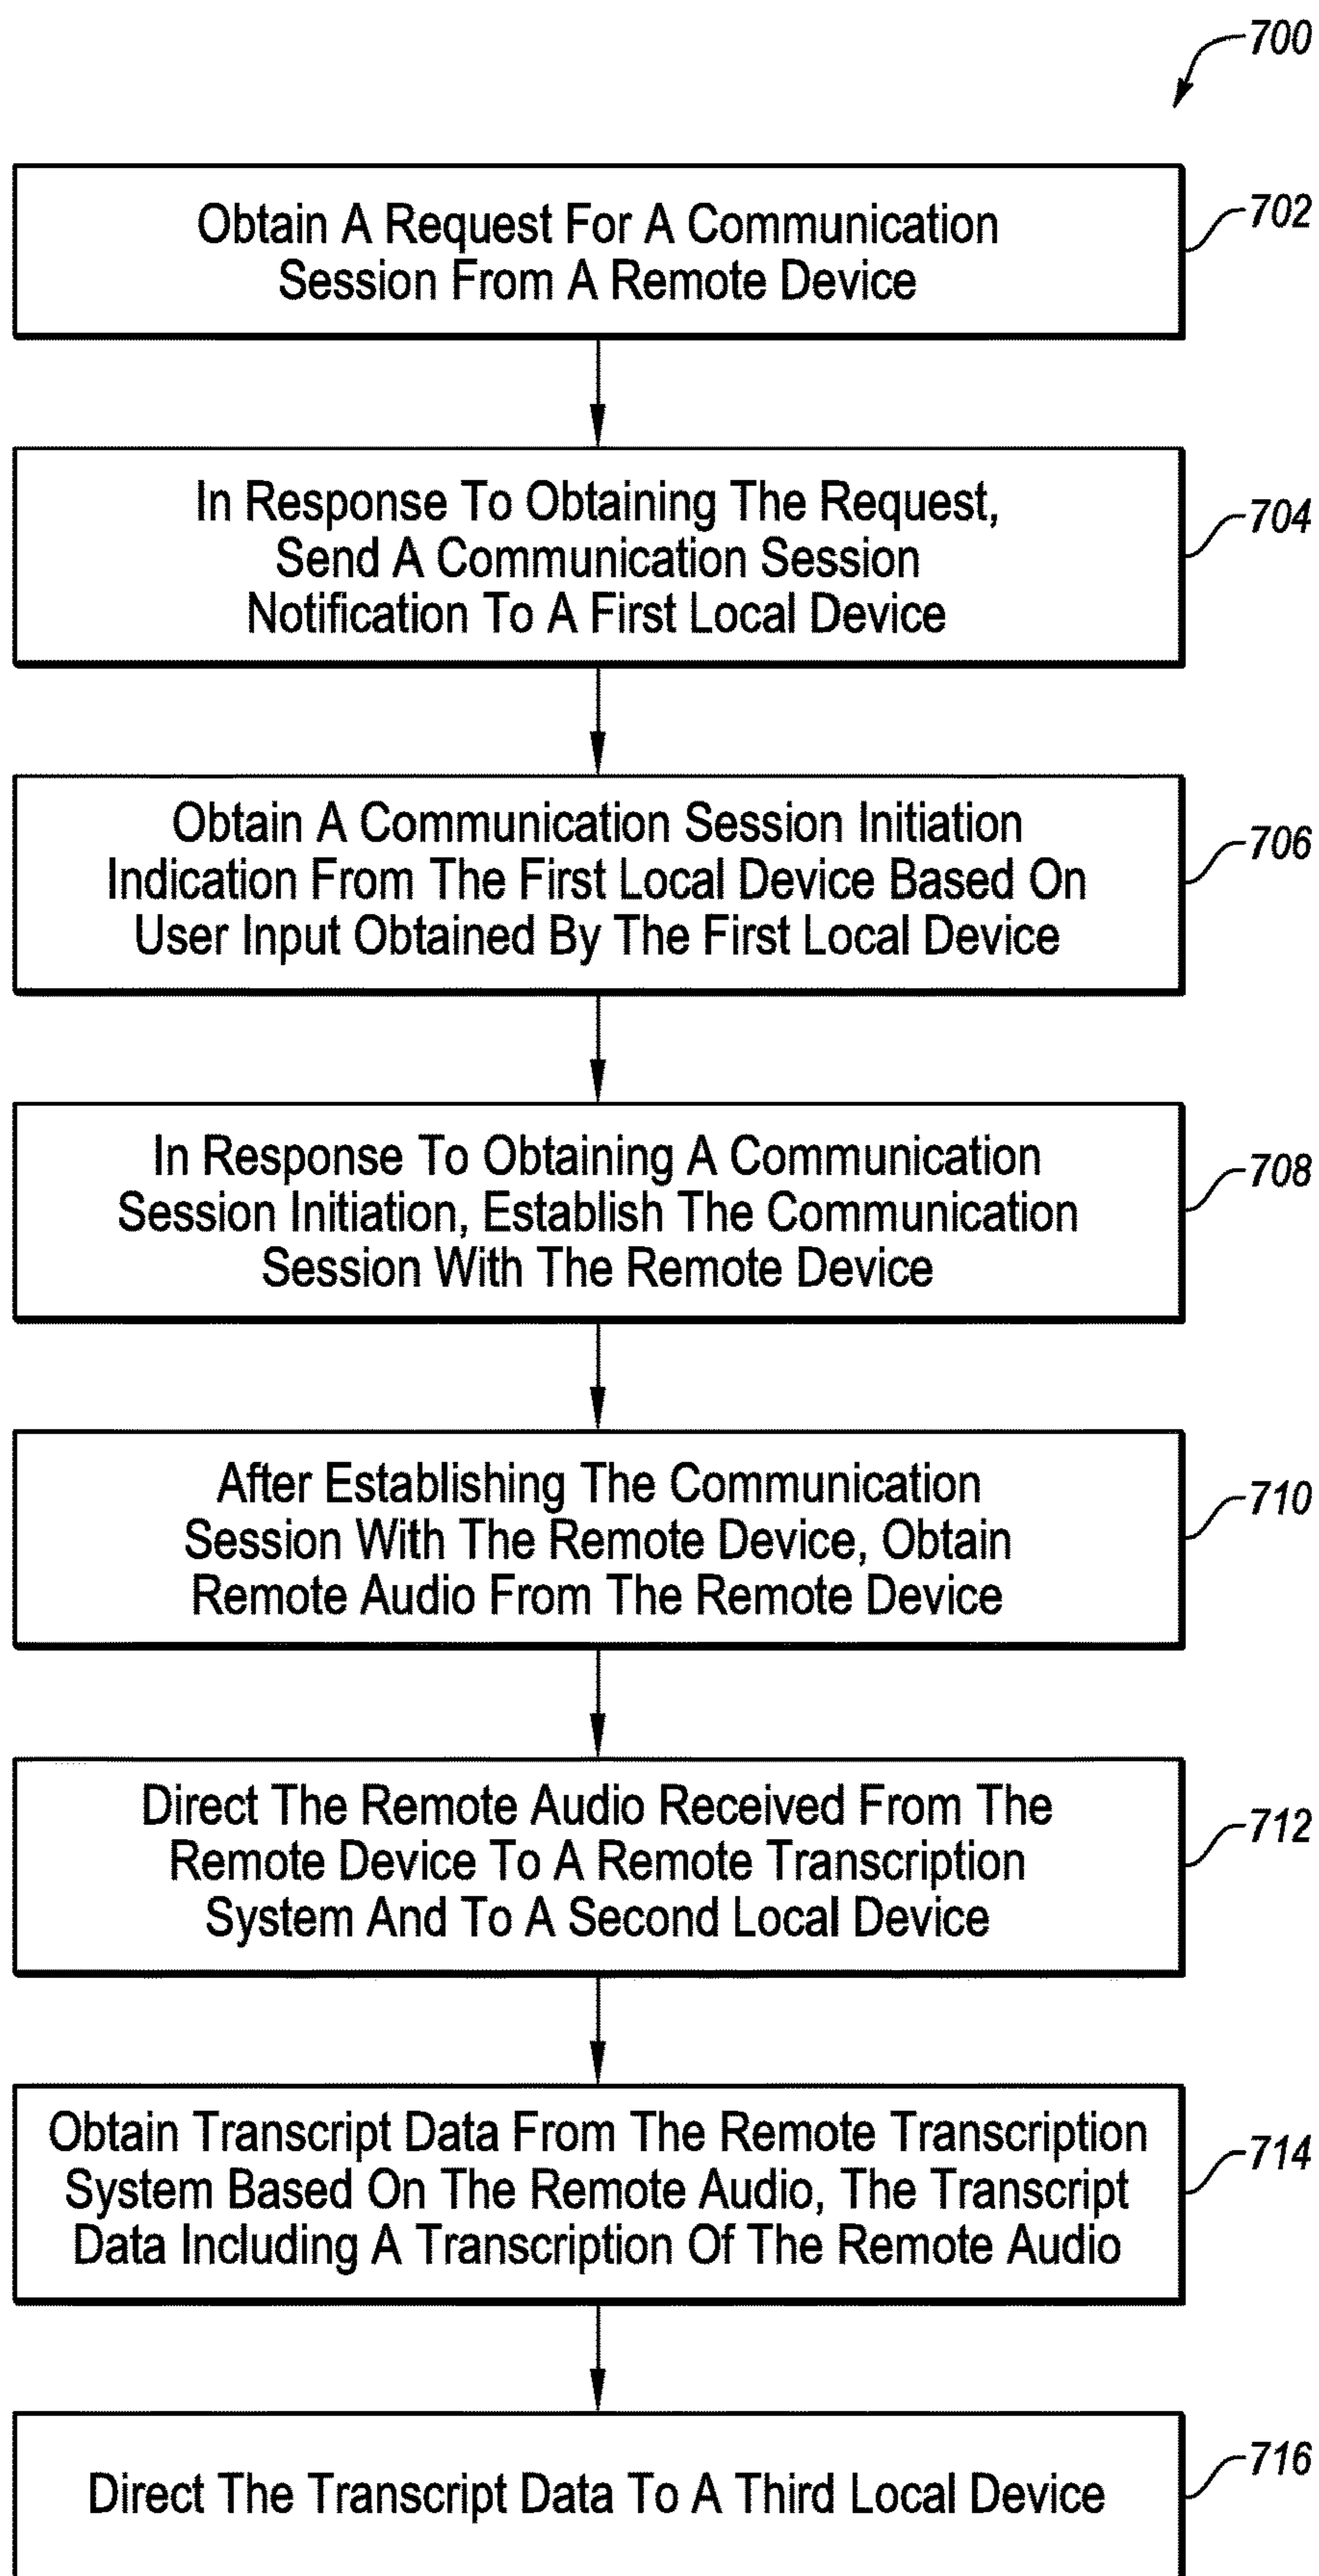 700
Obtain A Request For A Communication
Session From A Remote Device
702
In Response To Obtaining The Request,
Send A Communication Session
Notification To A First Local Device
704
Obtain A Communication Session Initiation
Indication From The First Local Device Based On
User Input Obtained By The First Local Device
706
In Response To Obtaining A Communication
Session Initiation, Establish The Communication
Session With The Remote Device
708
After Establishing The Communication
Session With The Remote Device, Obtain
Remote Audio From The Remote Device
710
Direct The Remote Audio Received From The
Remote Device To A Remote Transcription
System And To A Second Local Device
712
Obtain Transcript Data From The Remote Transcription
System Based On The Remote Audio, The Transcript
Data Including A Transcription Of The Remote Audio
714
Direct The Transcript Data To A Third Local Device
716